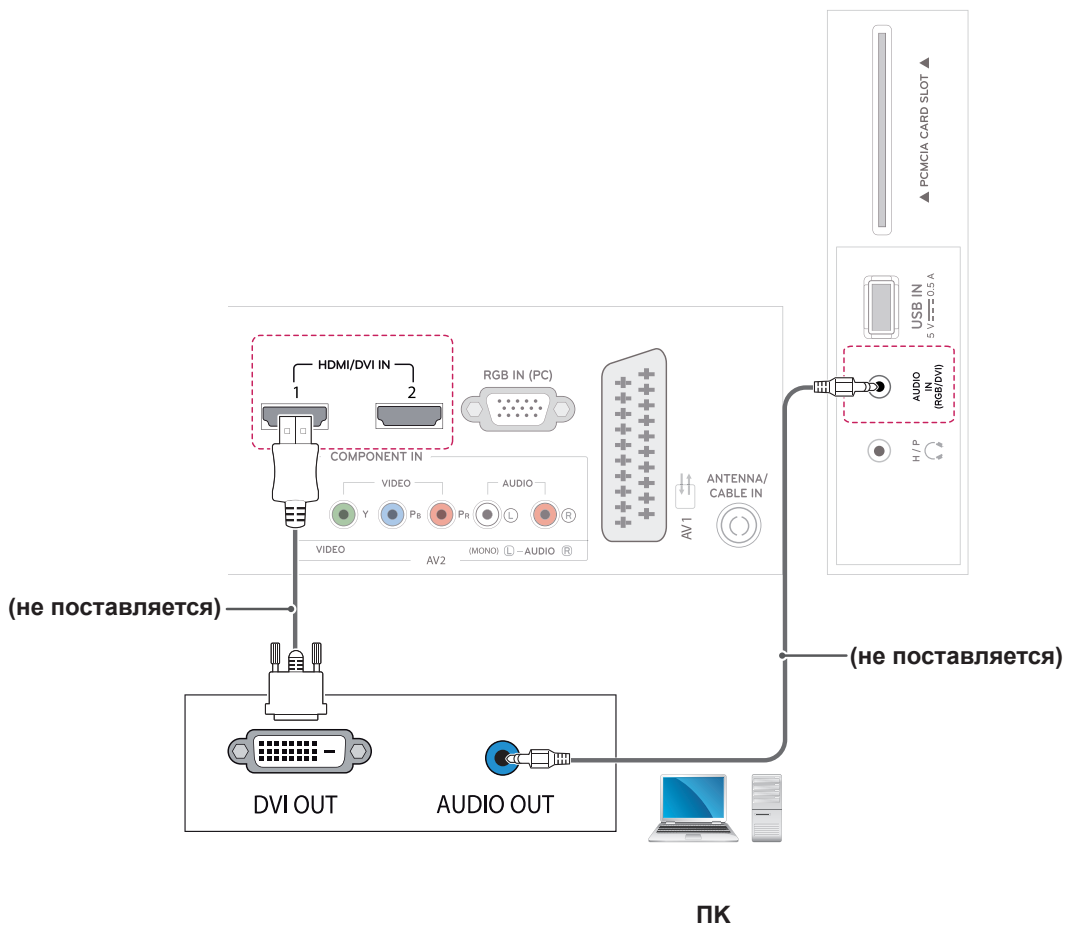 ▲ PCMCIA CARD SLOT ▲
USB IN
5 V 0.5 A
AUDIO
IN
(RGB/DVI)
H / P
HDMI/DVI IN
1 2
RGB IN (PC)
COMPONENT IN
VIDEO AUDIO
Y PB PR L R
VIDEO (MONO) L – AUDIO R
AV2
AV1
ANTENNA/
CABLE IN
(не поставляется)
(не поставляется)
DVI OUT AUDIO OUT
ПК